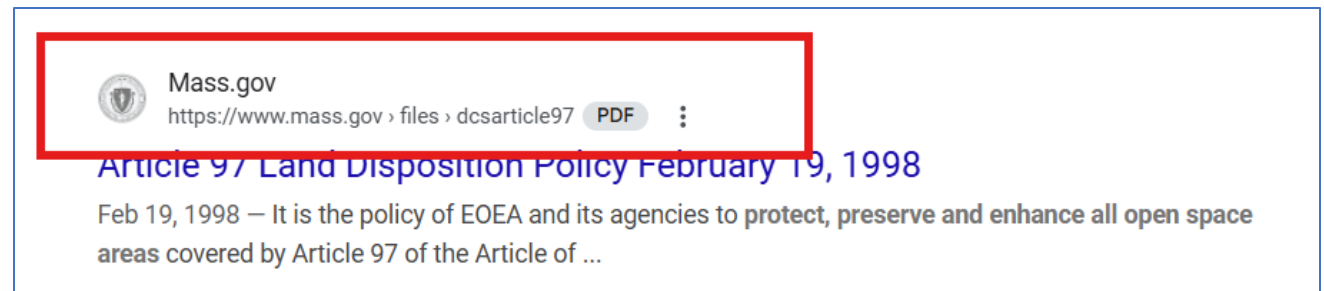 Mass.gov
https://www.mass.gov › files › dcsarticle97 PDF
Article 97 Land Disposition Policy February 19, 1998
Feb 19, 1998 — It is the policy of EOEA and its agencies to protect, preserve and enhance all open space
areas covered by Article 97 of the Article of ...